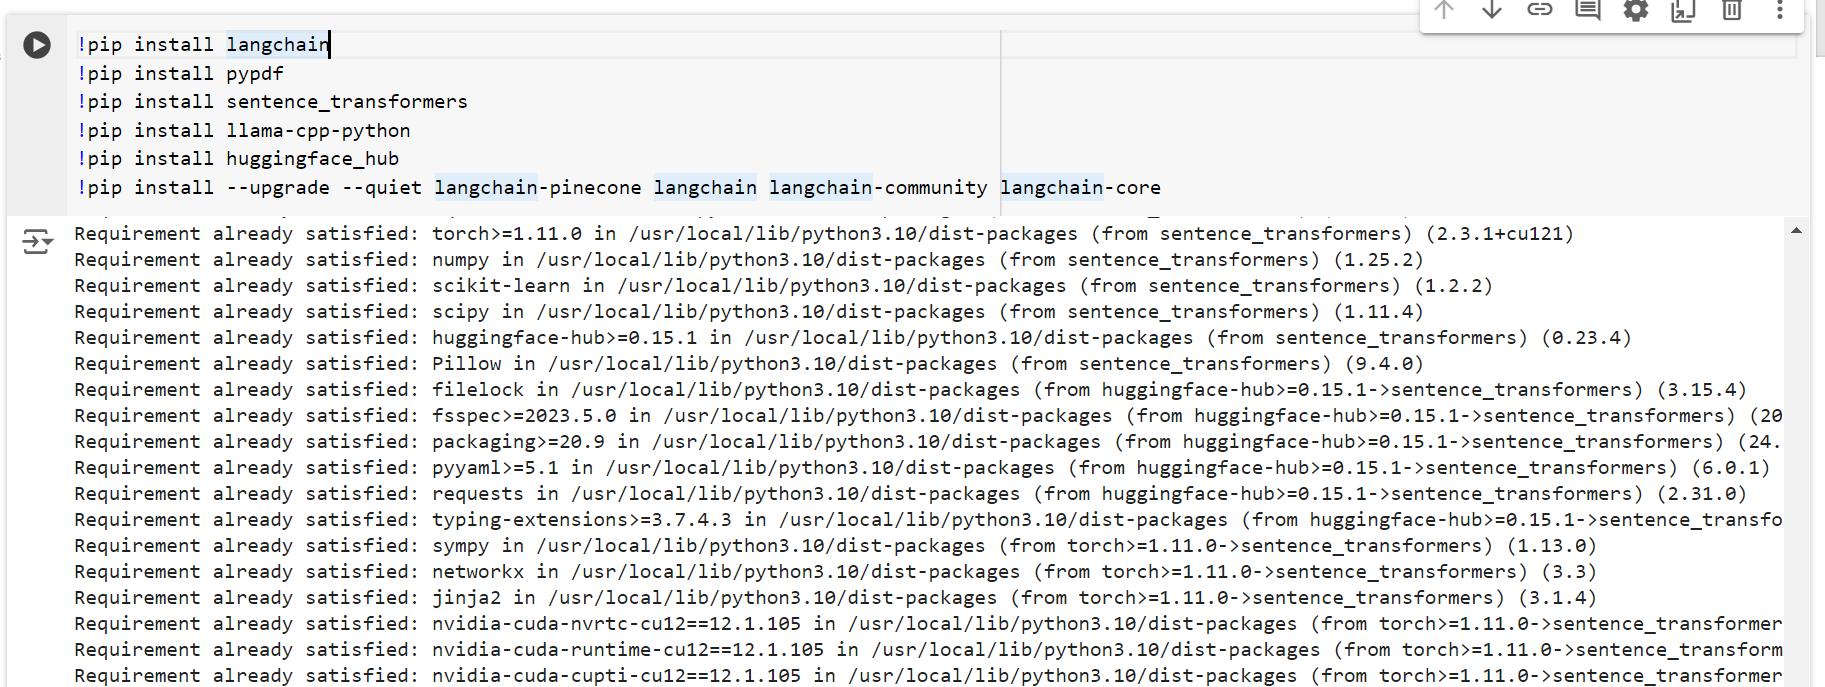 !pip install langchain
!pip install pypdf
!pip install sentence_transformers
!pip install llama-cpp-python
!pip install huggingface_hub
!pip install --upgrade --quiet langchain-pinecone langchain langchain-community langchain-core
Requirement already satisfied: torch>=1.11.0 in /usr/local/lib/python3.10/dist-packages (from sentence_transformers) (2.3.1+cu121)
Requirement already satisfied: numpy in /usr/local/lib/python3.10/dist-packages (from sentence_transformers) (1.25.2)
Requirement already satisfied: scikit-learn in /usr/local/lib/python3.10/dist-packages (from sentence_transformers) (1.2.2)
Requirement already satisfied: scipy in /usr/local/lib/python3.10/dist-packages (from sentence_transformers) (1.11.4)
Requirement already satisfied: huggingface-hub>=0.15.1 in /usr/local/lib/python3.10/dist-packages (from sentence_transformers) (0.23.4)
Requirement already satisfied: Pillow in /usr/local/lib/python3.10/dist-packages (from sentence_transformers) (9.4.0)
Requirement already satisfied: filelock in /usr/local/lib/python3.10/dist-packages (from huggingface-hub>=0.15.1->sentence_transformers) (3.15.4)
Requirement already satisfied: fsspec>=2023.5.0 in /usr/local/lib/python3.10/dist-packages (from huggingface-hub>=0.15.1->sentence_transformers) (20
Requirement already satisfied: packaging>=20.9 in /usr/local/lib/python3.10/dist-packages (from huggingface-hub>=0.15.1->sentence_transformers) (24.
Requirement already satisfied: pyyaml>=5.1 in /usr/local/lib/python3.10/dist-packages (from huggingface-hub>=0.15.1->sentence_transformers) (6.0.1)
Requirement already satisfied: requests in /usr/local/lib/python3.10/dist-packages (from huggingface-hub>=0.15.1->sentence_transformers) (2.31.0)
Requirement already satisfied: typing-extensions>=3.7.4.3 in /usr/local/lib/python3.10/dist-packages (from huggingface-hub>=0.15.1->sentence_transfo
Requirement already satisfied: sympy in /usr/local/lib/python3.10/dist-packages (from torch>=1.11.0->sentence_transformers) (1.13.0)
Requirement already satisfied: networkx in /usr/local/lib/python3.10/dist-packages (from torch>=1.11.0->sentence_transformers) (3.3)
Requirement already satisfied: jinja2 in /usr/local/lib/python3.10/dist-packages (from torch>=1.11.0->sentence_transformers) (3.1.4)
Requirement already satisfied: nvidia-cuda-nvrtc-cu12==12.1.105 in /usr/local/lib/python3.10/dist-packages (from torch>=1.11.0->sentence_transformer
Requirement already satisfied: nvidia-cuda-runtime-cu12==12.1.105 in /usr/local/lib/python3.10/dist-packages (from torch>=1.11.0->sentence_transform
Requirement already satisfied: nvidia-cuda-cupti-cu12==12.1.105 in /usr/local/lib/python3.10/dist-packages (from torch>=1.11.0->sentence_transformer